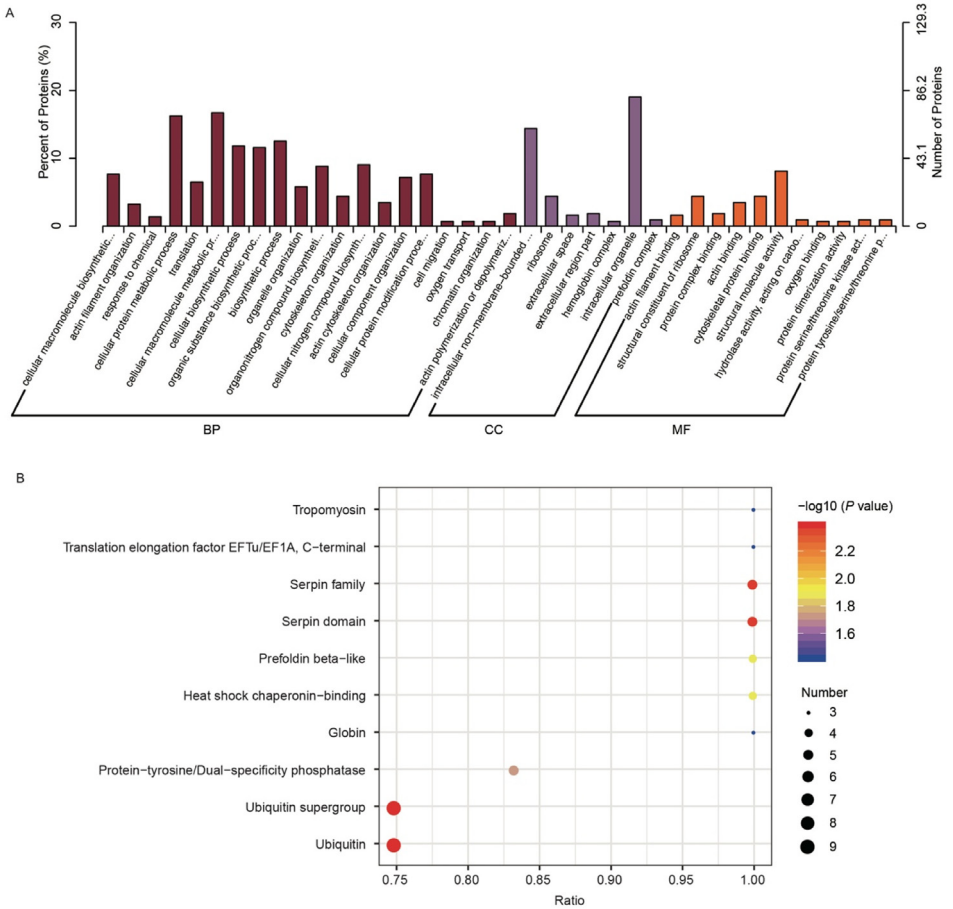 A
Percent of Proteins (%)
30
20
10
0
129.3
86.2
43.1
0
Number of Proteins
cellular macromolecule biosynthetic...
actin filament organization
response to chemical
cellular protein metabolic process
translation
cellular macromolecule metabolic pr...
cellular biosynthetic process
organic substance biosynthetic proc...
biosynthetic process
organelle organization
organonitrogen compound biosyntheti...
cytoskeleton organization
cellular nitrogen compound biosynth...
actin cytoskeleton organization
cellular component organization
cellular protein modification proce...
cell migration
oxygen transport
chromatin organization
actin polymerization or depolymeriz...
intracellular non−membrane−bounded ...
ribosome
extracellular space
extracellular region part
hemoglobin complex
intracellular organelle
prefoldin complex
actin filament binding
structural constituent of ribosome
protein complex binding
actin binding
cytoskeletal protein binding
structural molecule activity
hydrolase activity, acting on carbo...
oxygen binding
protein dimerization activity
protein serine/threonine kinase act...
protein tyrosine/serine/threonine p...
BP
CC
MF
B
Tropomyosin
Translation elongation factor EFTu/EF1A, C−terminal
Serpin family
Serpin domain
Prefoldin beta−like
Heat shock chaperonin−binding
Globin
Protein−tyrosine/Dual−specificity phosphatase
Ubiquitin supergroup
Ubiquitin
0.75 0.80 0.85 0.90 0.95 1.00
Ratio
−log10 (P value)
2.2
2.0
1.8
1.6
Number
3
4
5
6
7
8
9